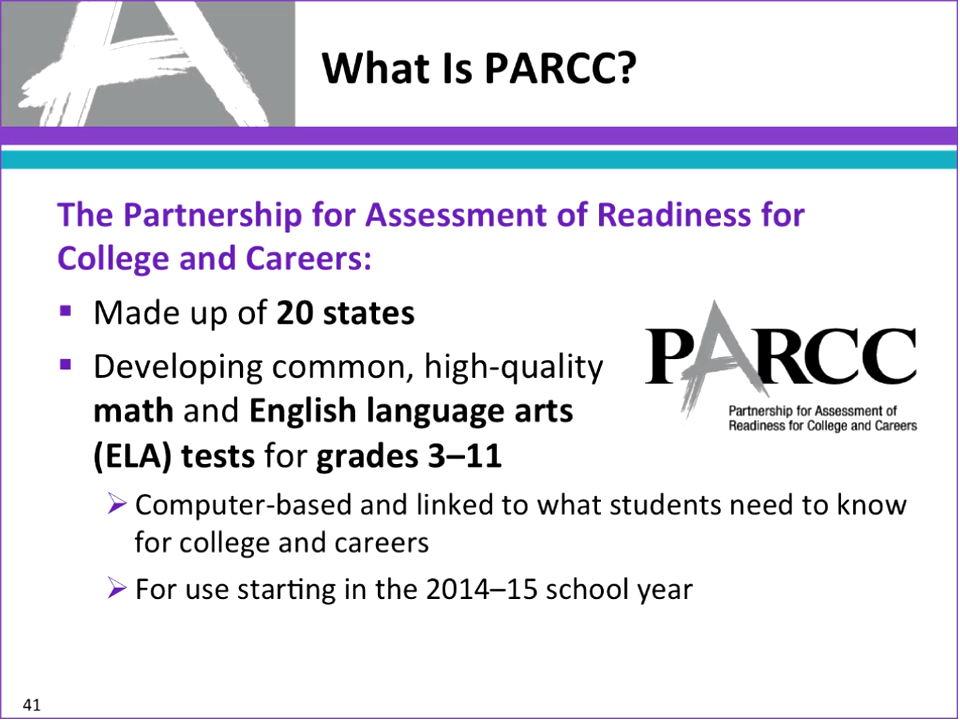 What Is PARCC?
The Partnership for Assessment of Readiness for
College and Careers:
▪ Made up of 20 states
▪ Developing common, high-quality
math and English language arts
(ELA) tests for grades 3–11
➢ Computer-based and linked to what students need to know
for college and careers
➢ For use starting in the 2014–15 school year
PARCC
Partnership for Assessment of
Readiness for College and Careers
41